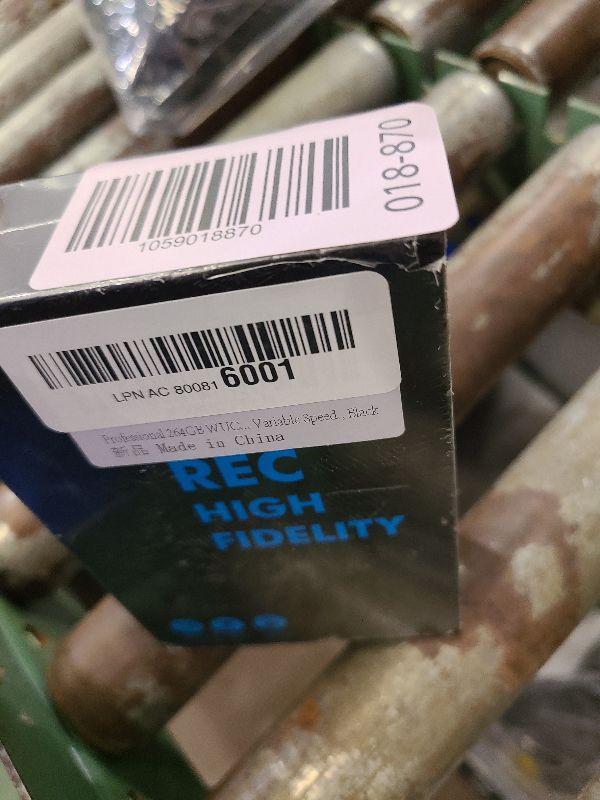 018-870
1059018870
LPN AC 80081 6001
Professional 264GB WUCi... Variable Speed , Black
新品 Made in China
REC
HIGH
FIDELITY